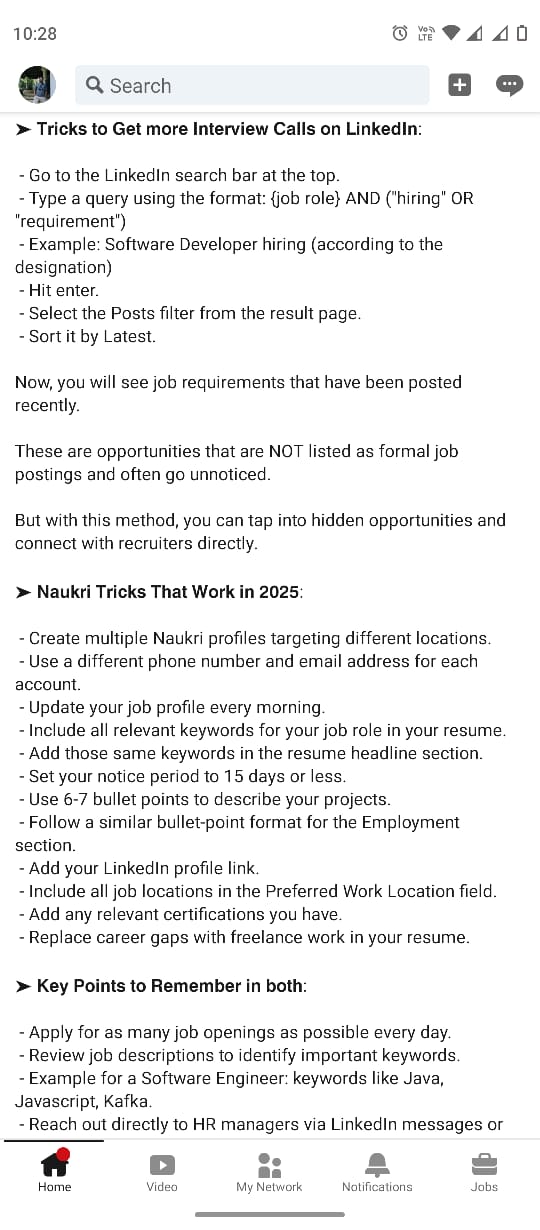 10:28
Vo))
LTE
Search
➤ Tricks to Get more Interview Calls on LinkedIn:
- Go to the LinkedIn search bar at the top.
- Type a query using the format: {job role} AND ("hiring" OR
"requirement")
- Example: Software Developer hiring (according to the
designation)
- Hit enter.
- Select the Posts filter from the result page.
- Sort it by Latest.
Now, you will see job requirements that have been posted
recently.
These are opportunities that are NOT listed as formal job
postings and often go unnoticed.
But with this method, you can tap into hidden opportunities and
connect with recruiters directly.
➤ Naukri Tricks That Work in 2025:
- Create multiple Naukri profiles targeting different locations.
- Use a different phone number and email address for each
account.
- Update your job profile every morning.
- Include all relevant keywords for your job role in your resume.
- Add those same keywords in the resume headline section.
- Set your notice period to 15 days or less.
- Use 6-7 bullet points to describe your projects.
- Follow a similar bullet-point format for the Employment
section.
- Add your LinkedIn profile link.
- Include all job locations in the Preferred Work Location field.
- Add any relevant certifications you have.
- Replace career gaps with freelance work in your resume.
➤ Key Points to Remember in both:
- Apply for as many job openings as possible every day.
- Review job descriptions to identify important keywords.
- Example for a Software Engineer: keywords like Java,
Javascript, Kafka.
- Reach out directly to HR managers via LinkedIn messages or
Home
Video
My Network
Notifications
Jobs